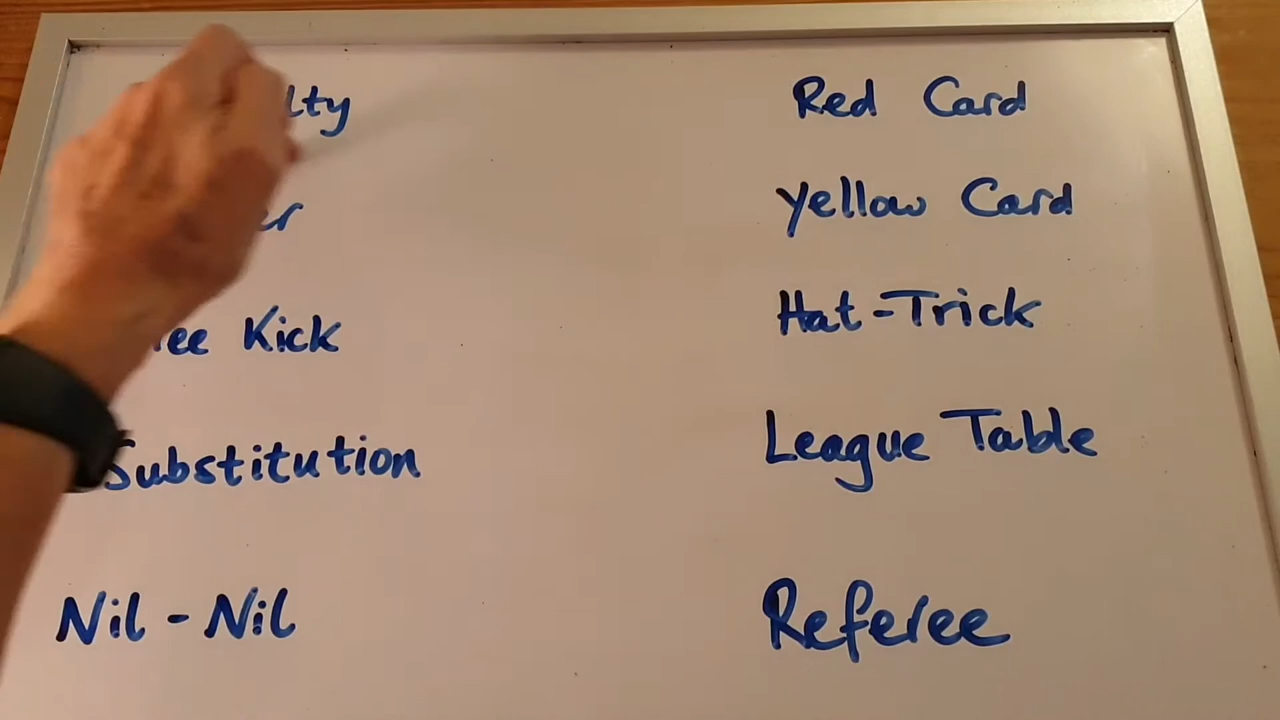 Red Card
Yellow Card
Kick
Hat-Trick
Substitution
League Table
Nil - Nil
Referee